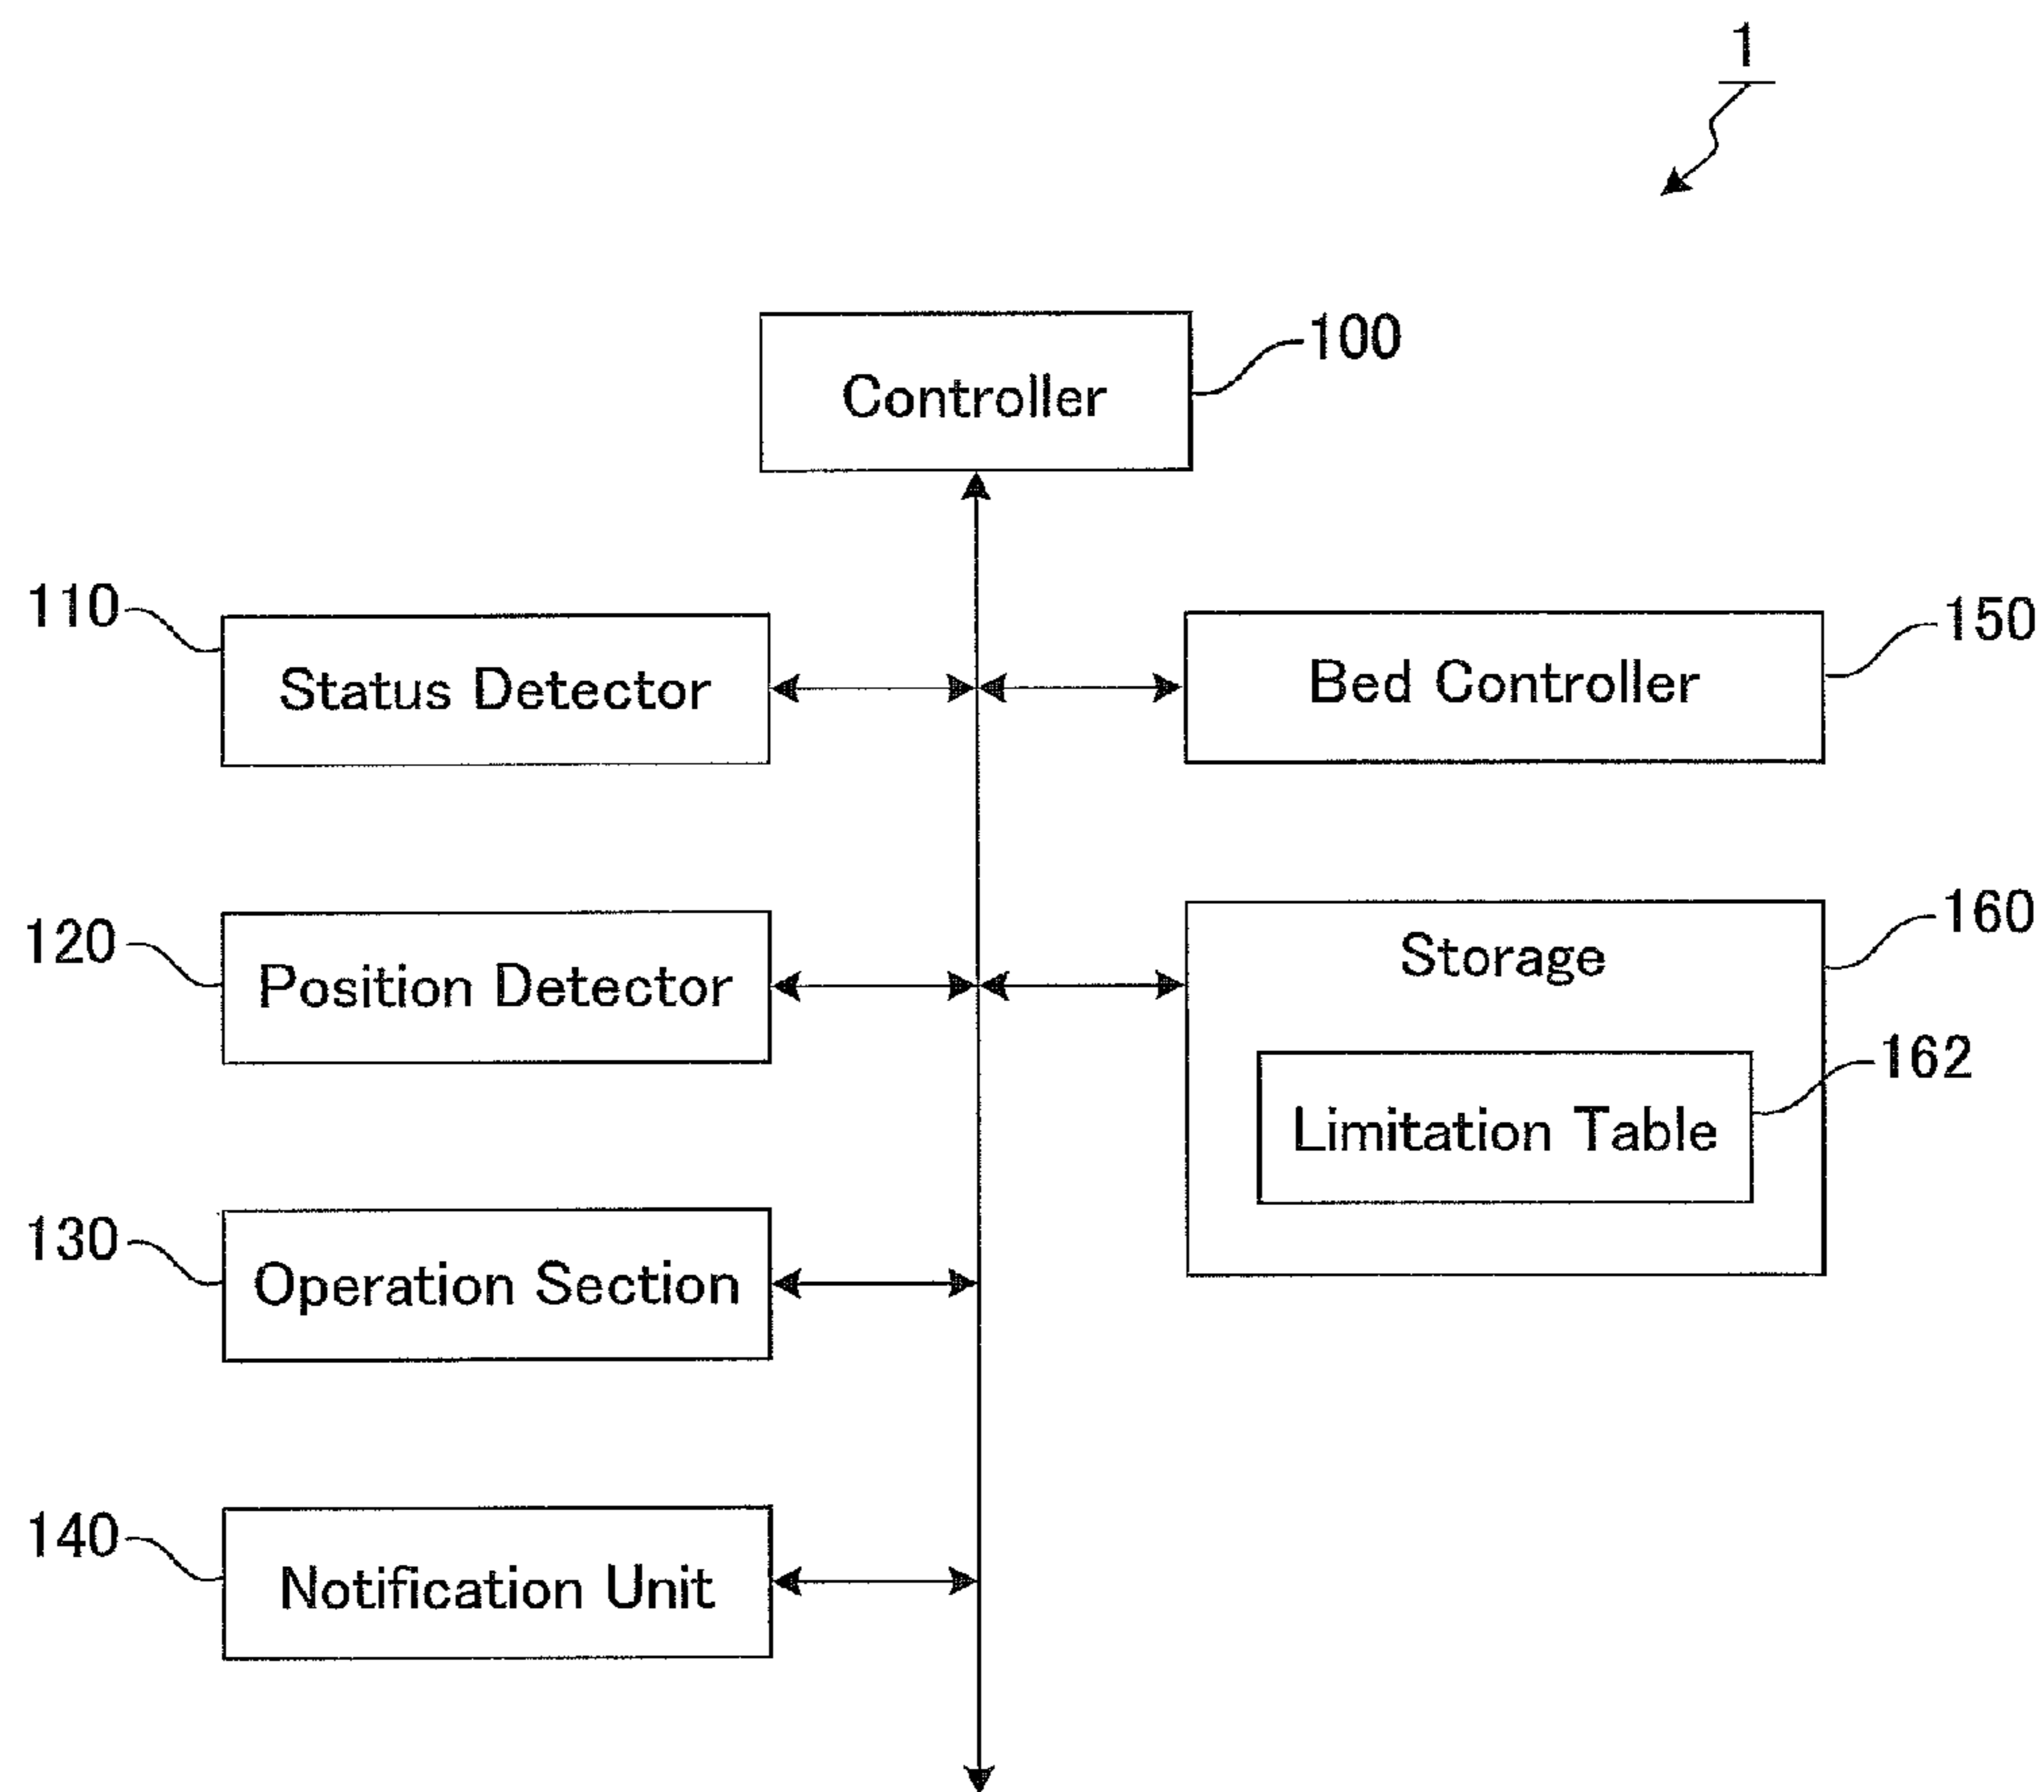 1
Controller
100
110
Status Detector
Bed Controller
150
120
Position Detector
Storage
160
Limitation Table
162
130
Operation Section
140
Notification Unit